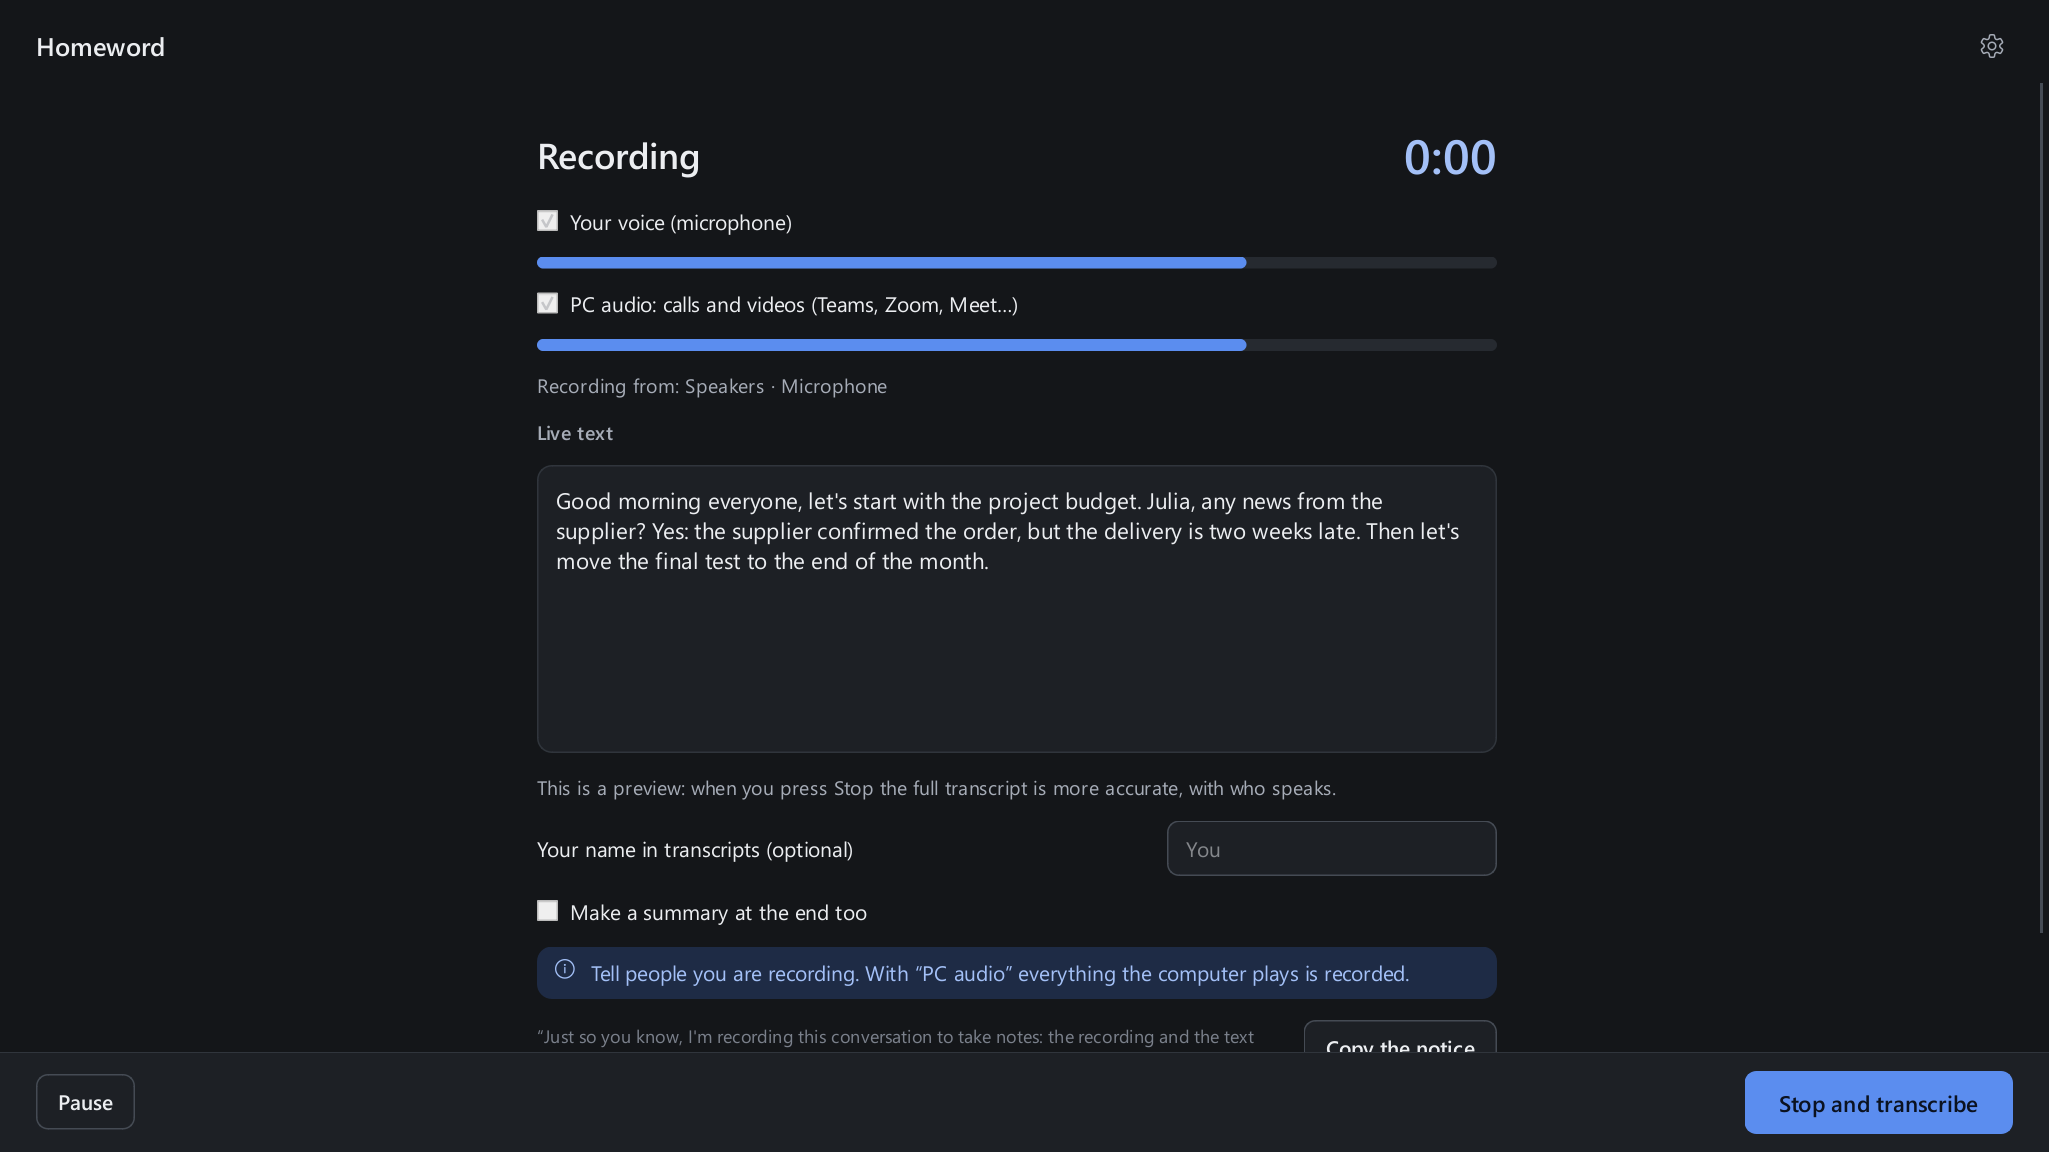 Homeword
Recording
0:00
Your voice (microphone)
PC audio: calls and videos (Teams, Zoom, Meet...)
Recording from: Speakers · Microphone
Live text
Good morning everyone, let's start with the project budget. Julia, any news from the
supplier? Yes: the supplier confirmed the order, but the delivery is two weeks late. Then let's
move the final test to the end of the month.
This is a preview: when you press Stop the full transcript is more accurate, with who speaks.
Your name in transcripts (optional)
You
Make a summary at the end too
Tell people you are recording. With “PC audio” everything the computer plays is recorded.
“Just so you know, I'm recording this conversation to take notes: the recording and the text
Copy the notice
Pause
Stop and transcribe